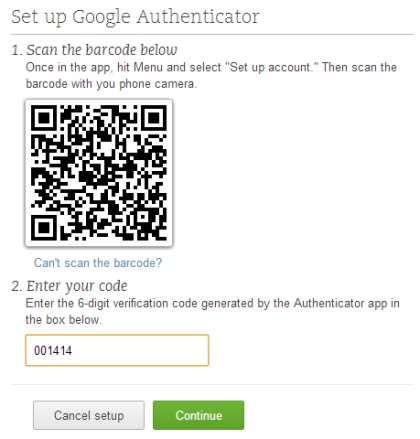 Set up Google Authenticator
1. Scan the barcode below
Once in the app, hit Menu and select "Set up account." Then scan the
barcode with you phone camera.
Can't scan the barcode?
2. Enter your code
Enter the 6-digit verification code generated by the Authenticator app in
the box below.
001414
Cancel setup
Continue